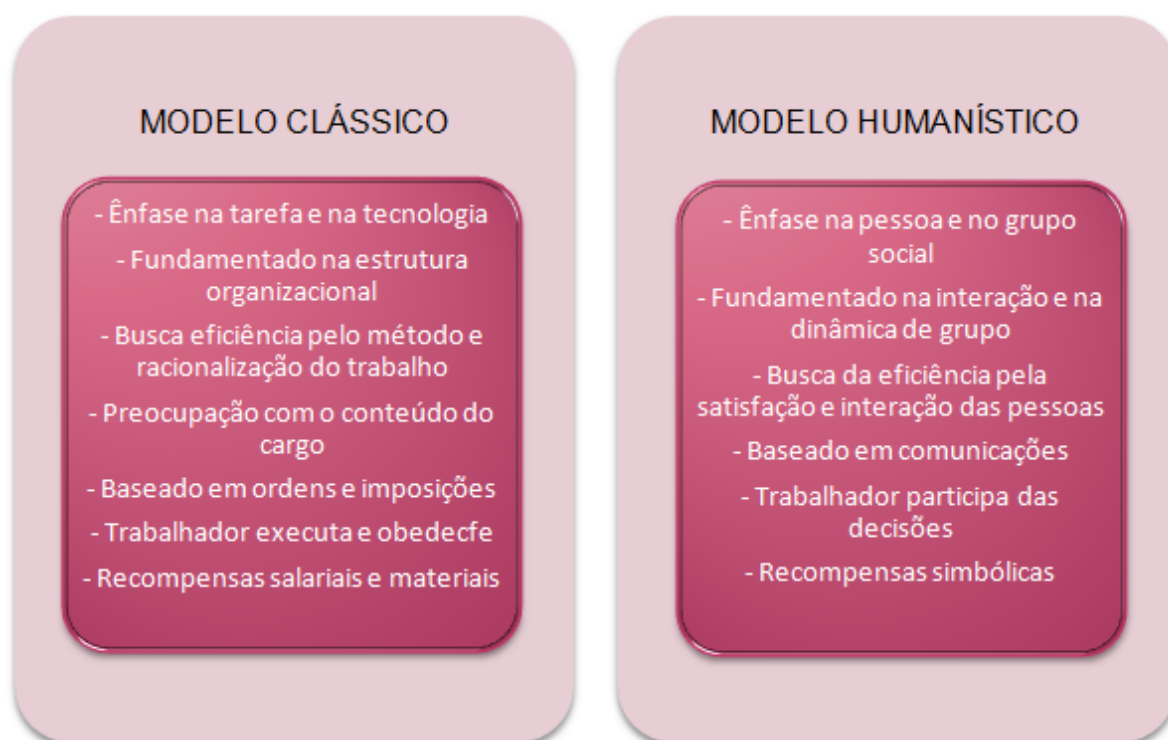 MODELO CLÁSSICO
- Ênfase na tarefa e na tecnologia
- Fundamentado na estrutura
organizacional
- Busca eficiência pelo método e
racionalização do trabalho
- Preocupação com o conteúdo do
cargo
- Baseado em ordens e imposições
- Trabalhador executa e obedecfe
- Recompensas salariais e materiais
MODELO HUMANÍSTICO
- Ênfase na pessoa e no grupo
social
- Fundamentado na interação e na
dinâmica de grupo
- Busca da eficiência pela
satisfação e interação das pessoas
- Baseado em comunicações
- Trabalhador participa das
decisões
- Recompensas simbólicas